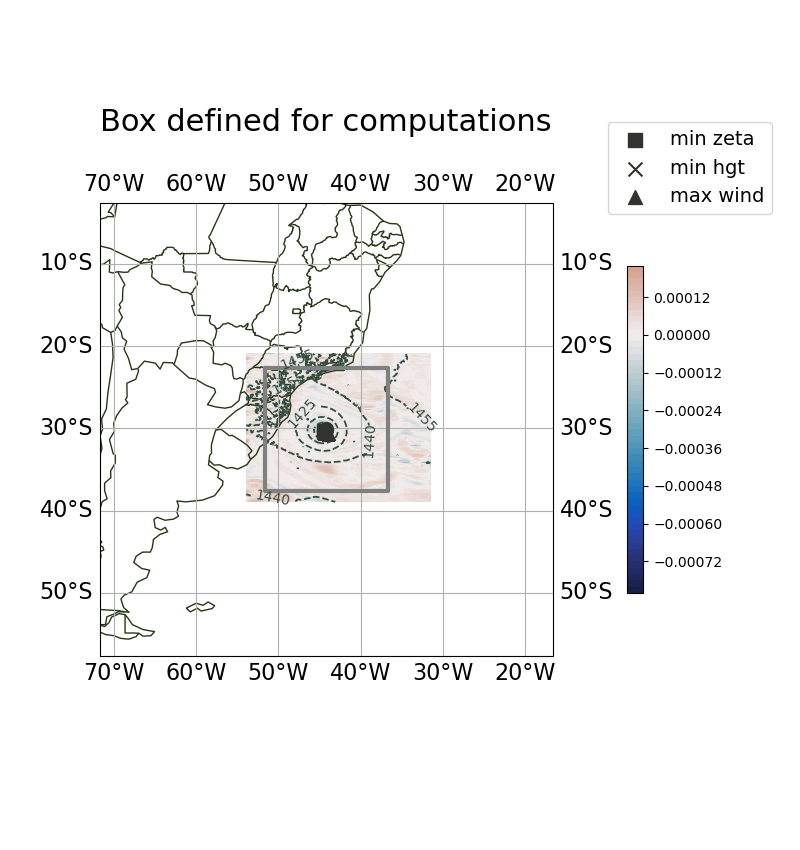 Box defined for computations
min zeta
min hgt
max wind
70°W 60°W 50°W 40°W 30°W 20°W
10°S 10°S
20°S 20°S
30°S 30°S
40°S 40°S
50°S 50°S
70°W 60°W 50°W 40°W 30°W 20°W
1425
1440
1455
1440
0.00012
0.00000
−0.00012
−0.00024
−0.00036
−0.00048
−0.00060
−0.00072